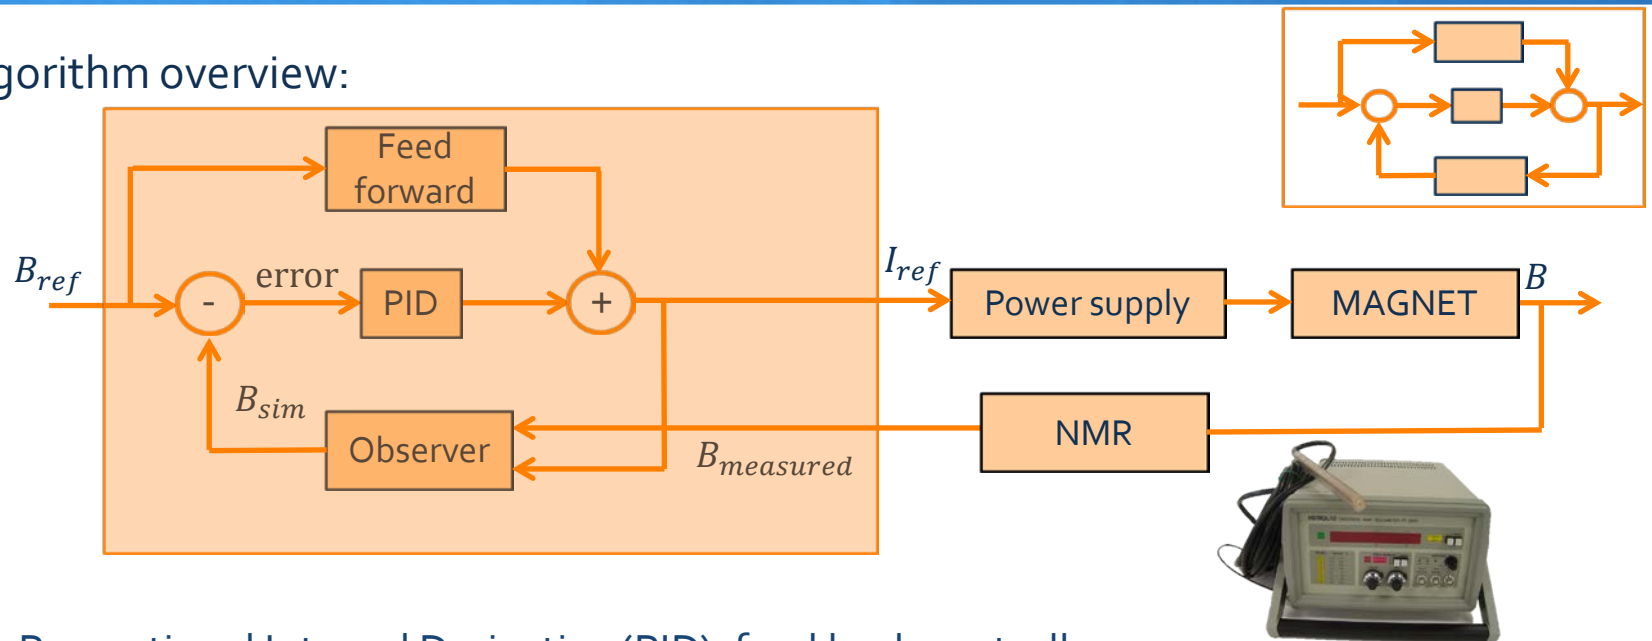 gorithm overview:
Feed
forward
B_ref
-
error
PID
+
I_ref
Power supply
MAGNET
B
B_sim
Observer
B_measured
NMR